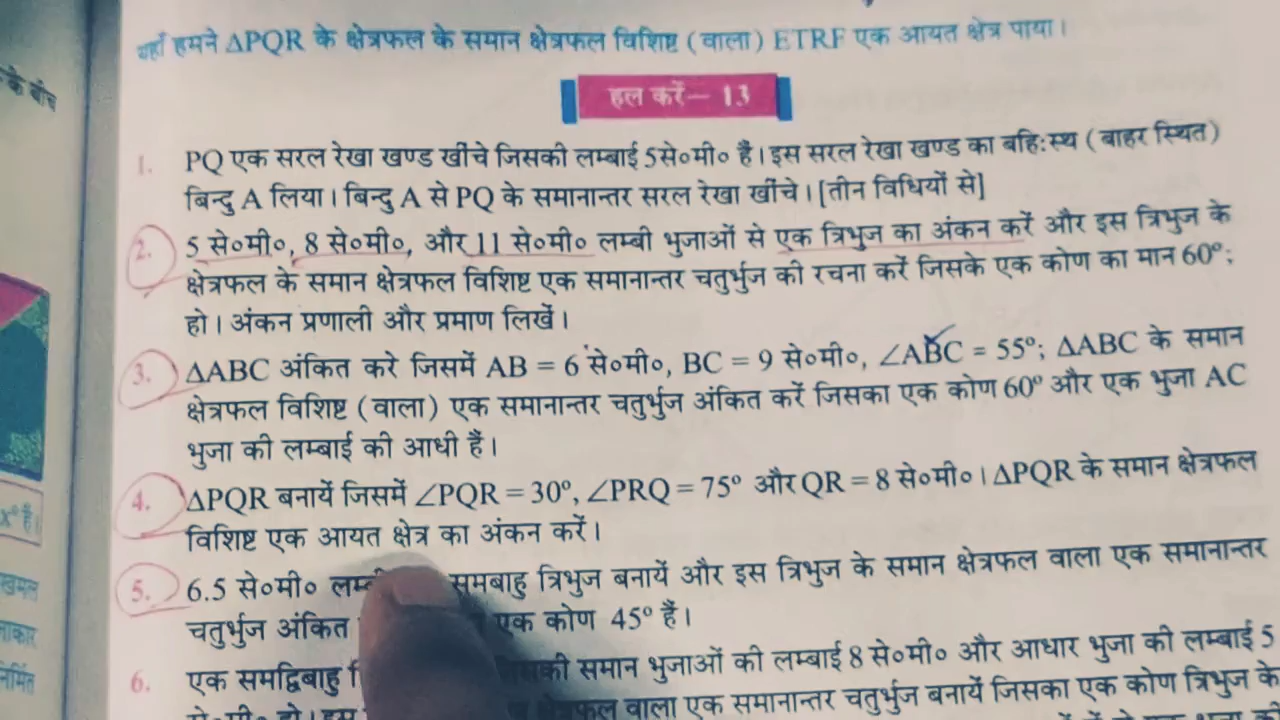 यहाँ हमने ΔPQR के क्षेत्रफल के समान क्षेत्रफल विशिष्ट (वाला) ETRF एक आयत क्षेत्र पाया।
के बीच
हल करें— 13
1. PQ एक सरल रेखा खण्ड खींचे जिसकी लम्बाई 5से०मी० है। इस सरल रेखा खण्ड का बहि:स्थ (बाहर स्थित)
बिन्दु A लिया। बिन्दु A से PQ के समानान्तर सरल रेखा खींचे। [तीन विधियों से]
2. 5 से०मी०, 8 से०मी०, और 11 से०मी० लम्बी भुजाओं से एक त्रिभुज का अंकन करें और इस त्रिभुज के
क्षेत्रफल के समान क्षेत्रफल विशिष्ट एक समानान्तर चतुर्भुज की रचना करें जिसके एक कोण का मान 60º;
हो। अंकन प्रणाली और प्रमाण लिखें।
3. ΔABC अंकित करे जिसमें AB = 6 से०मी०, BC = 9 से०मी०, ∠ABC = 55º; ΔABC के समान
क्षेत्रफल विशिष्ट (वाला) एक समानान्तर चतुर्भुज अंकित करें जिसका एक कोण 60º और एक भुजा AC
भुजा की लम्बाई की आधी हैं।
4. ΔPQR बनायें जिसमें ∠PQR = 30º, ∠PRQ = 75º और QR = 8 से०मी०। ΔPQR के समान क्षेत्रफल
विशिष्ट एक आयत क्षेत्र का अंकन करें।
xº हैं।
5. 6.5 से०मी० समबाहु त्रिभुज बनायें और इस त्रिभुज के समान क्षेत्रफल वाला एक समानान्तर
चतुर्भुज अंकित एक कोण 45º हैं।
6. एक समद्विबाहु समान भुजाओं की लम्बाई 8 से०मी० और आधार भुजा की लम्बाई 5
निर्मित
वाला एक समानान्तर चतुर्भुज बनायें जिसका एक कोण त्रिभुज के